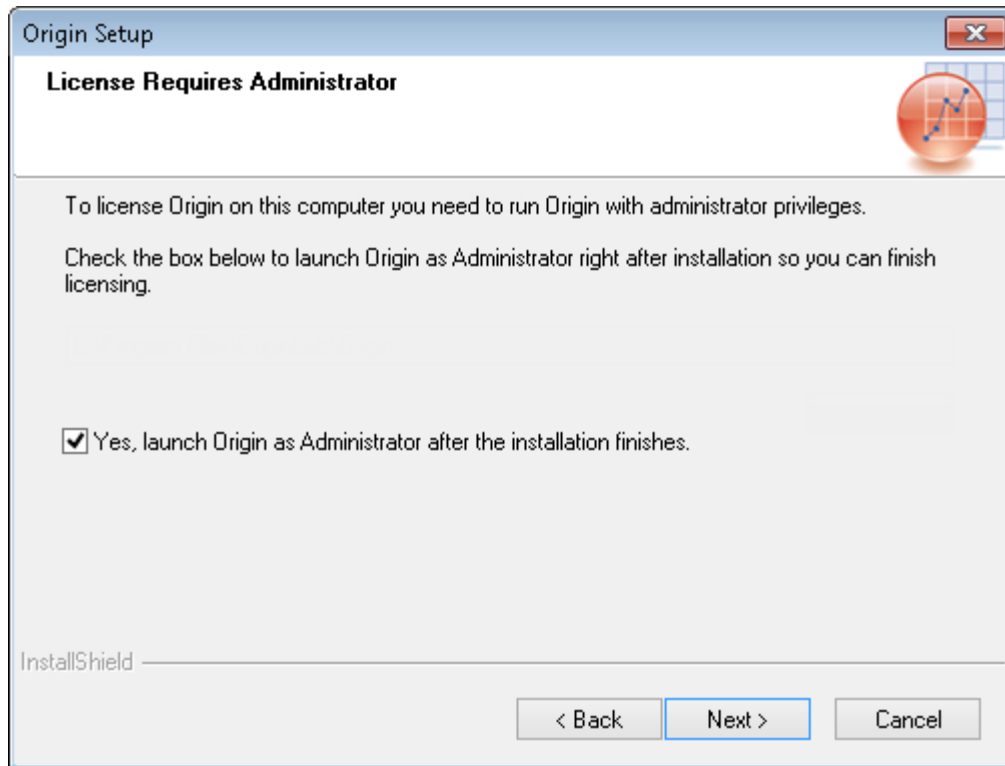 Origin Setup
License Requires Administrator
To license Origin on this computer you need to run Origin with administrator privileges.
Check the box below to launch Origin as Administrator right after installation so you can finish
licensing.
Yes, launch Origin as Administrator after the installation finishes.
InstallShield
< Back Next > Cancel